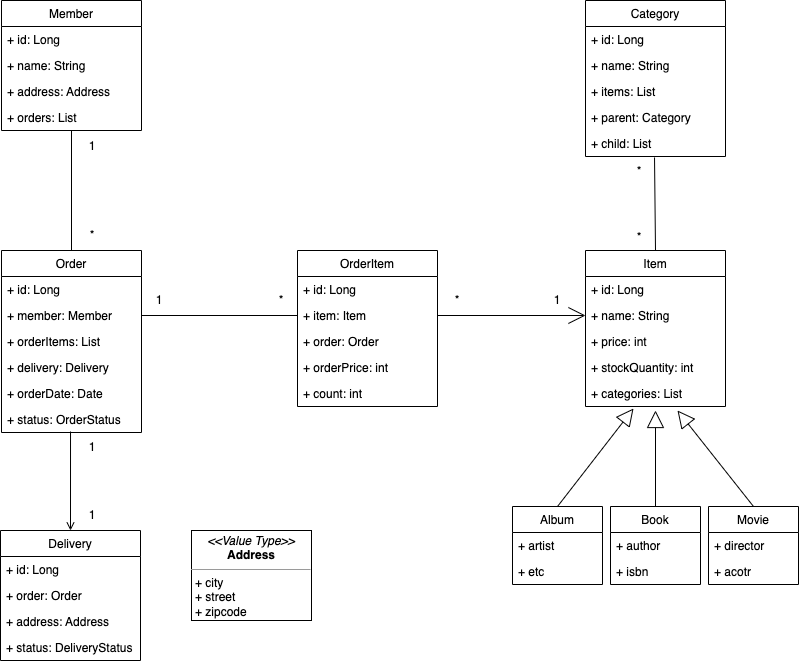 Member
+ id: Long
+ name: String
+ address: Address
+ orders: List
Category
+ id: Long
+ name: String
+ items: List
+ parent: Category
+ child: List
1
*
*
*
Order
+ id: Long
+ member: Member
+ orderItems: List
+ delivery: Delivery
+ orderDate: Date
+ status: OrderStatus
1
*
OrderItem
+ id: Long
+ item: Item
+ order: Order
+ orderPrice: int
+ count: int
*
1
Item
+ id: Long
+ name: String
+ price: int
+ stockQuantity: int
+ categories: List
1
1
Delivery
+ id: Long
+ order: Order
+ address: Address
+ status: DeliveryStatus
<<Value Type>>
Address
+ city
+ street
+ zipcode
Album
+ artist
+ etc
Book
+ author
+ isbn
Movie
+ director
+ acotr